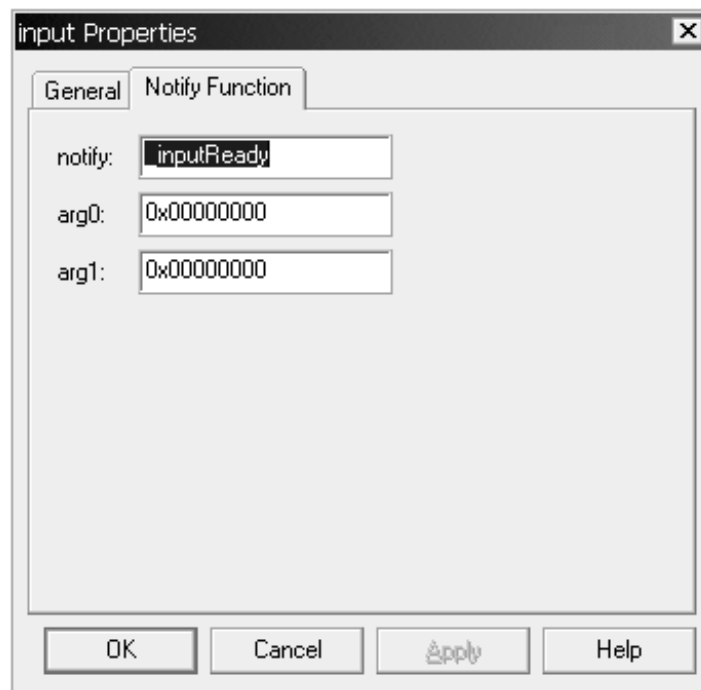 input Properties
General Notify Function
notify: _inputReady
arg0: 0x00000000
arg1: 0x00000000
OK Cancel Apply Help